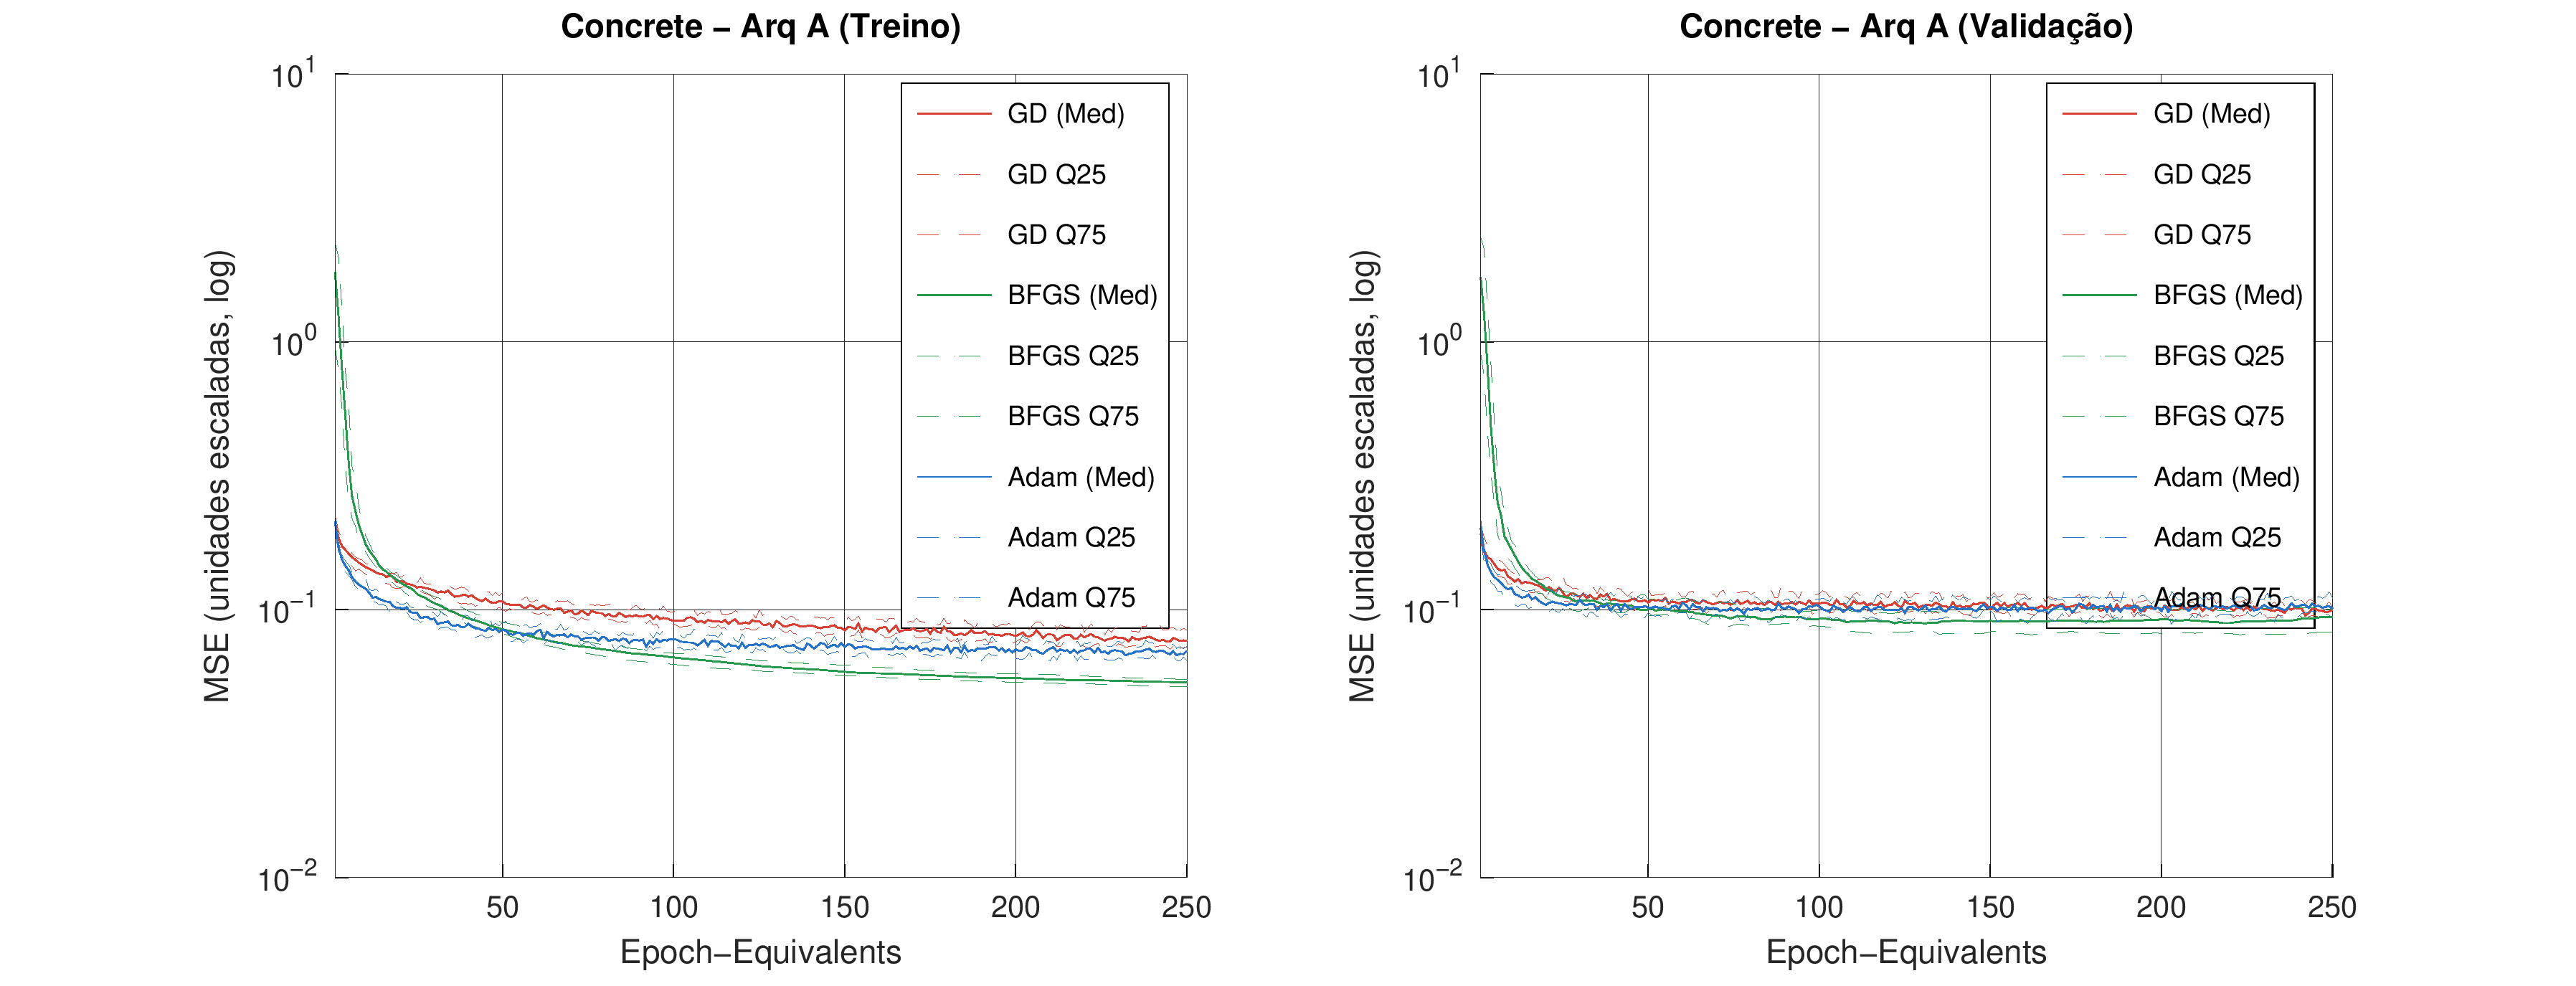 Concrete – Arq A (Treino)
10^1
10^0
10^−1
10^−2
MSE (unidades escaladas, log)
GD (Med)
GD Q25
GD Q75
BFGS (Med)
BFGS Q25
BFGS Q75
Adam (Med)
Adam Q25
Adam Q75
50 100 150 200 250
Epoch−Equivalents
Concrete – Arq A (Validação)
10^1
10^0
10^−1
10^−2
MSE (unidades escaladas, log)
GD (Med)
GD Q25
GD Q75
BFGS (Med)
BFGS Q25
BFGS Q75
Adam (Med)
Adam Q25
Adam Q75
50 100 150 200 250
Epoch−Equivalents